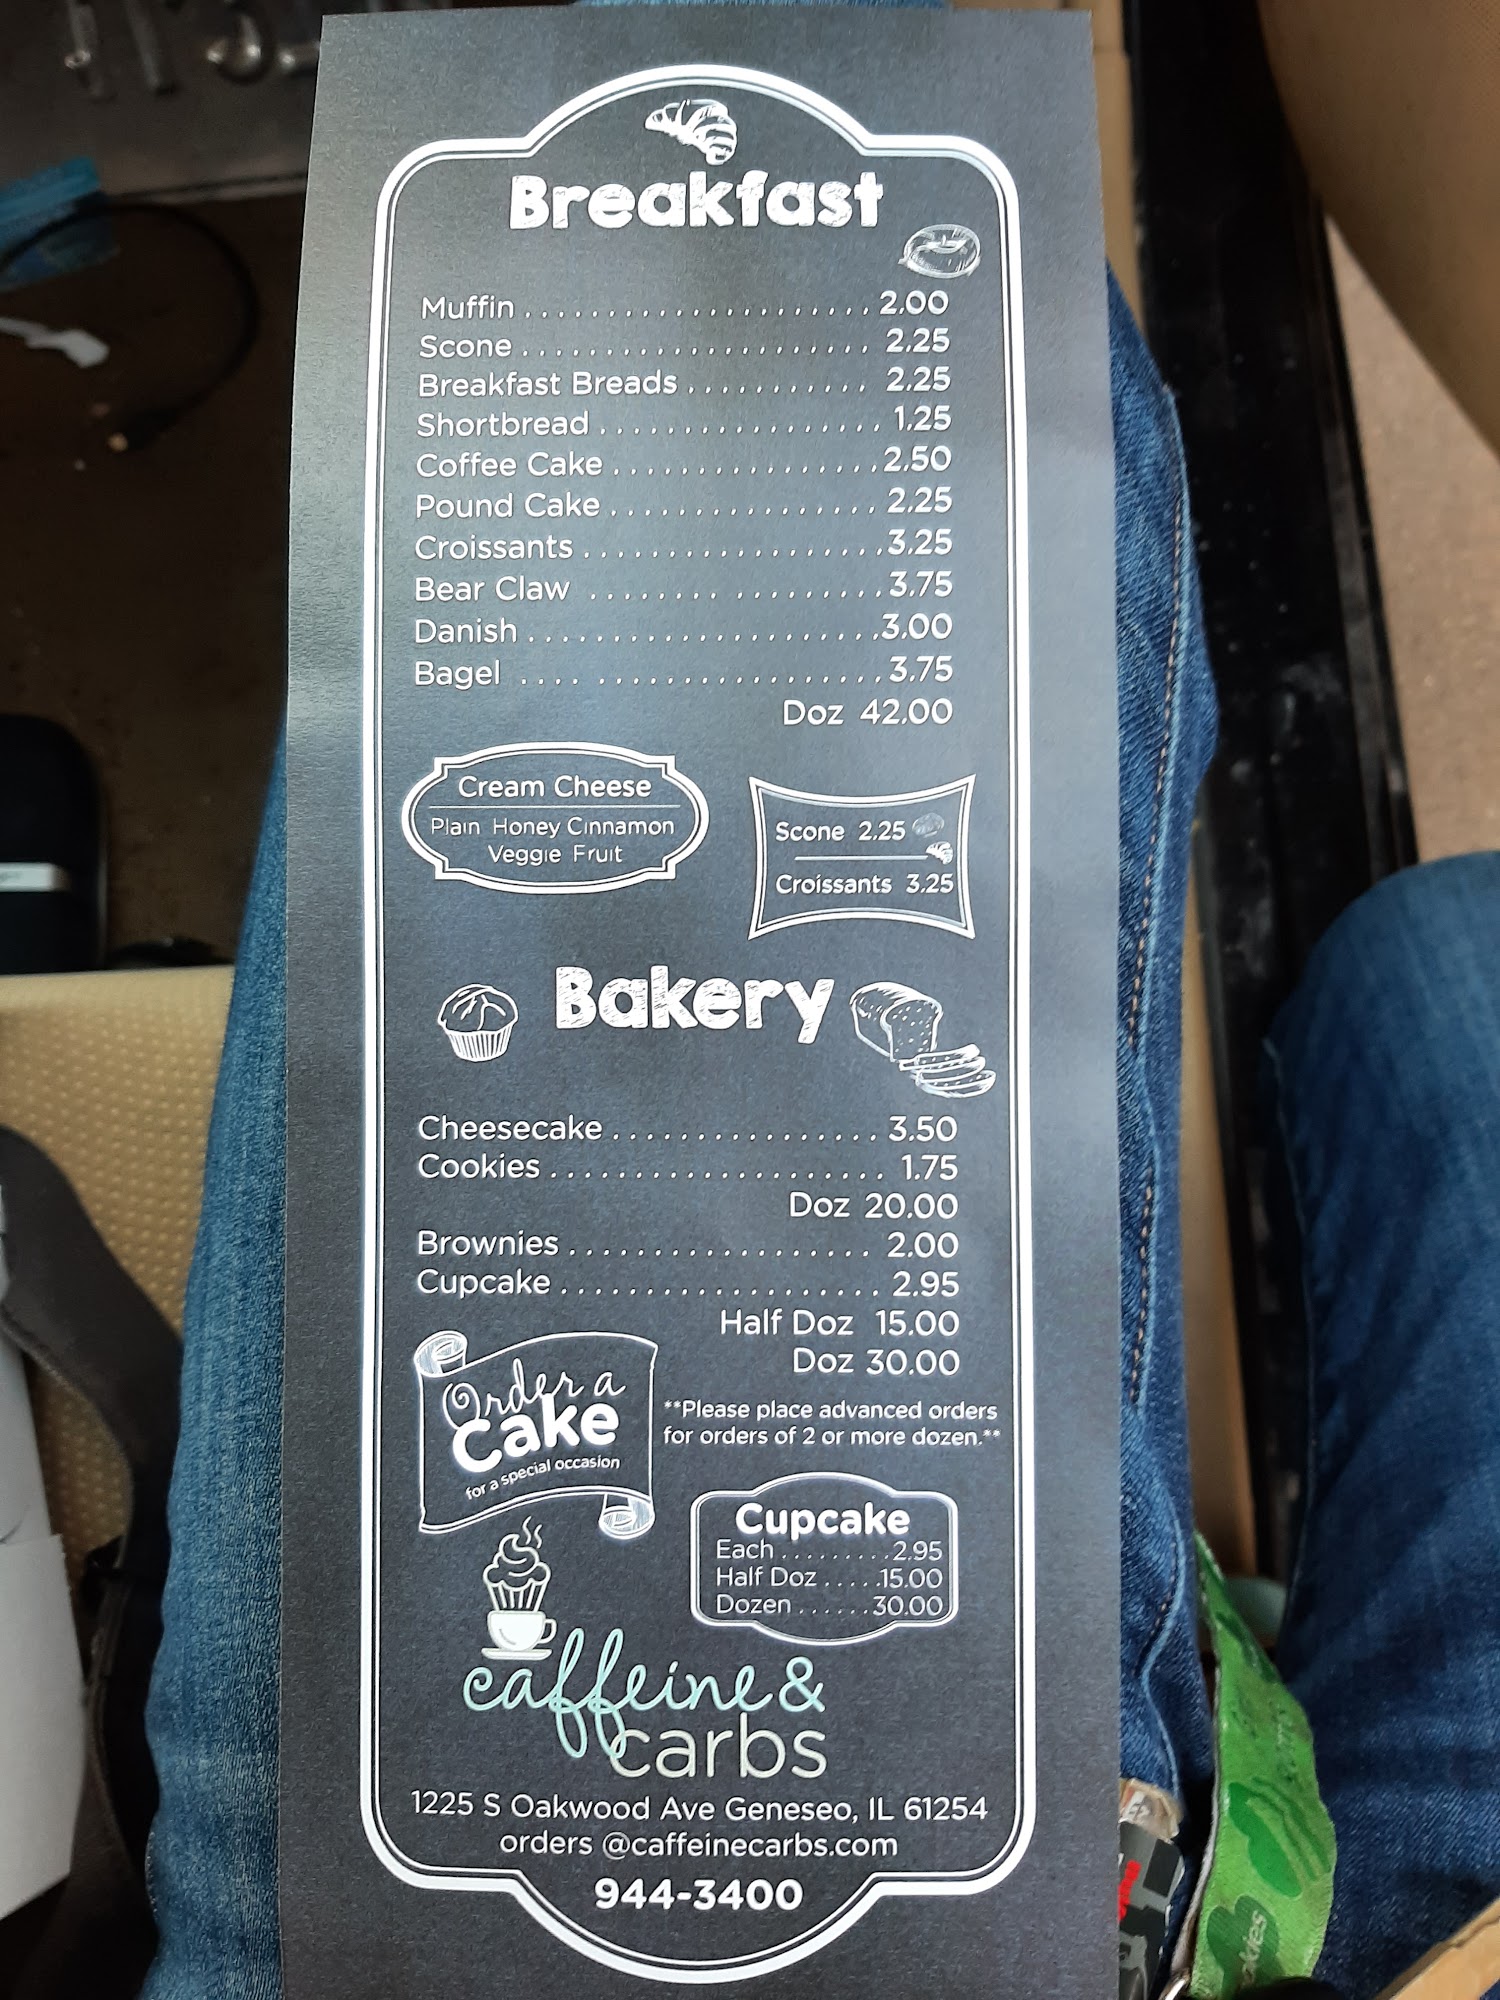 Breakfast
Muffin ..................... 2.00
Scone ..................... 2.25
Breakfast Breads ........... 2.25
Shortbread ................. 1.25
Coffee Cake ................ 2.50
Pound Cake ................ 2.25
Croissants .................. 3.25
Bear Claw .................. 3.75
Danish ..................... 3.00
Bagel ...................... 3.75
Doz 42.00
Cream Cheese
Plain Honey Cinnamon
Veggie Fruit
Scone 2.25
Croissants 3.25
Bakery
Cheesecake ................ 3.50
Cookies .................... 1.75
Doz 20.00
Brownies .................. 2.00
Cupcake ................... 2.95
Half Doz 15.00
Doz 30.00
Order a
Cake
for a special occasion
**Please place advanced orders
for orders of 2 or more dozen.**
Cupcake
Each .......... 2.95
Half Doz ..... 15.00
Dozen ...... 30.00
caffeine &
carbs
1225 S Oakwood Ave Geneseo, IL 61254
orders @caffeinecarbs.com
944-3400